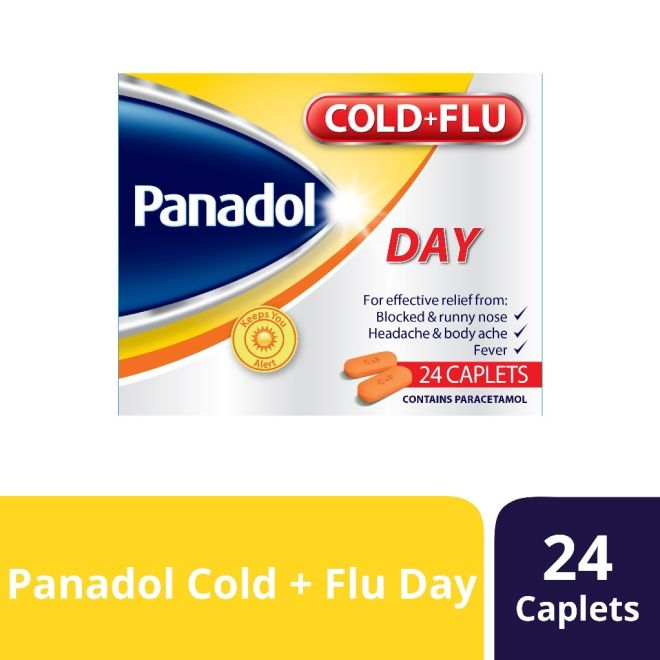 COLD+FLU
Panadol
DAY
For effective relief from:
Blocked & runny nose ✓
Headache & body ache ✓
Fever ✓
Keeps You
Alert
C+F
C+F
24 CAPLETS
CONTAINS PARACETAMOL
Panadol Cold + Flu Day
24
Caplets